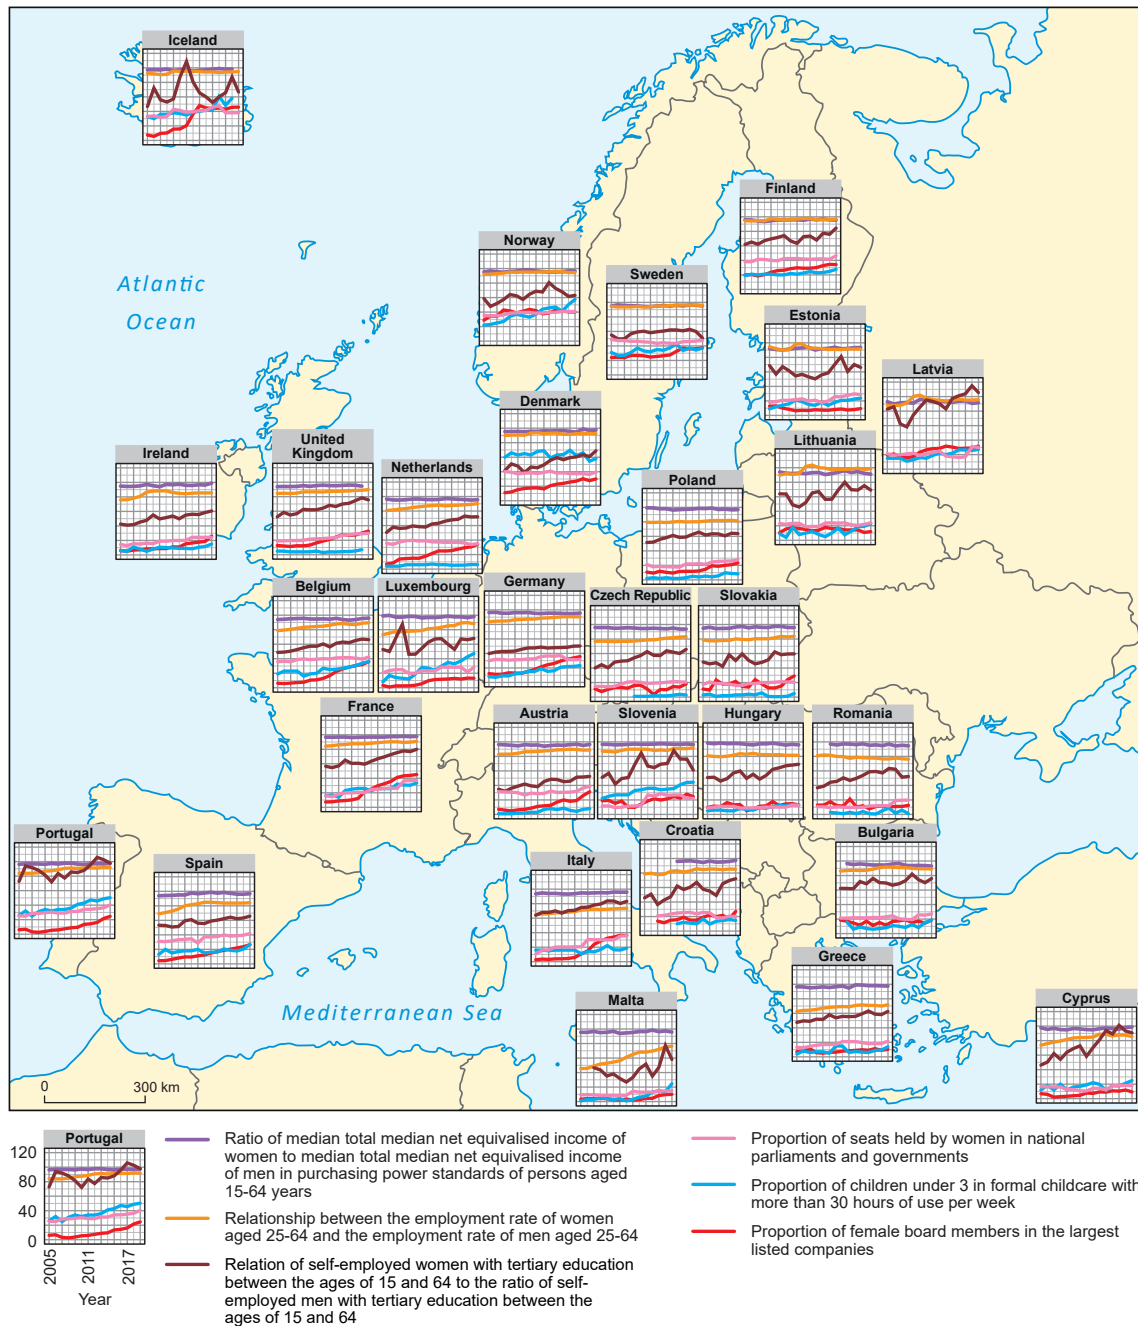 Iceland
Finland
Norway
Sweden
Atlantic
Ocean
Estonia
Latvia
Denmark
Lithuania
Ireland
United
Kingdom
Netherlands
Poland
Belgium
Luxembourg
Germany
Czech Republic
Slovakia
France
Austria
Slovenia
Hungary
Romania
Portugal
Spain
Italy
Croatia
Bulgaria
Greece
Malta
Cyprus
Mediterranean Sea
0 300 km
Portugal
120
80
40
0
2005
2011
2017
Year
Ratio of median total median net equivalised income of
women to median total median net equivalised income
of men in purchasing power standards of persons aged
15-64 years
Relationship between the employment rate of women
aged 25-64 and the employment rate of men aged 25-64
Relation of self-employed women with tertiary education
between the ages of 15 and 64 to the ratio of self-
employed men with tertiary education between the
ages of 15 and 64
Proportion of seats held by women in national
parliaments and governments
Proportion of children under 3 in formal childcare with
more than 30 hours of use per week
Proportion of female board members in the largest
listed companies